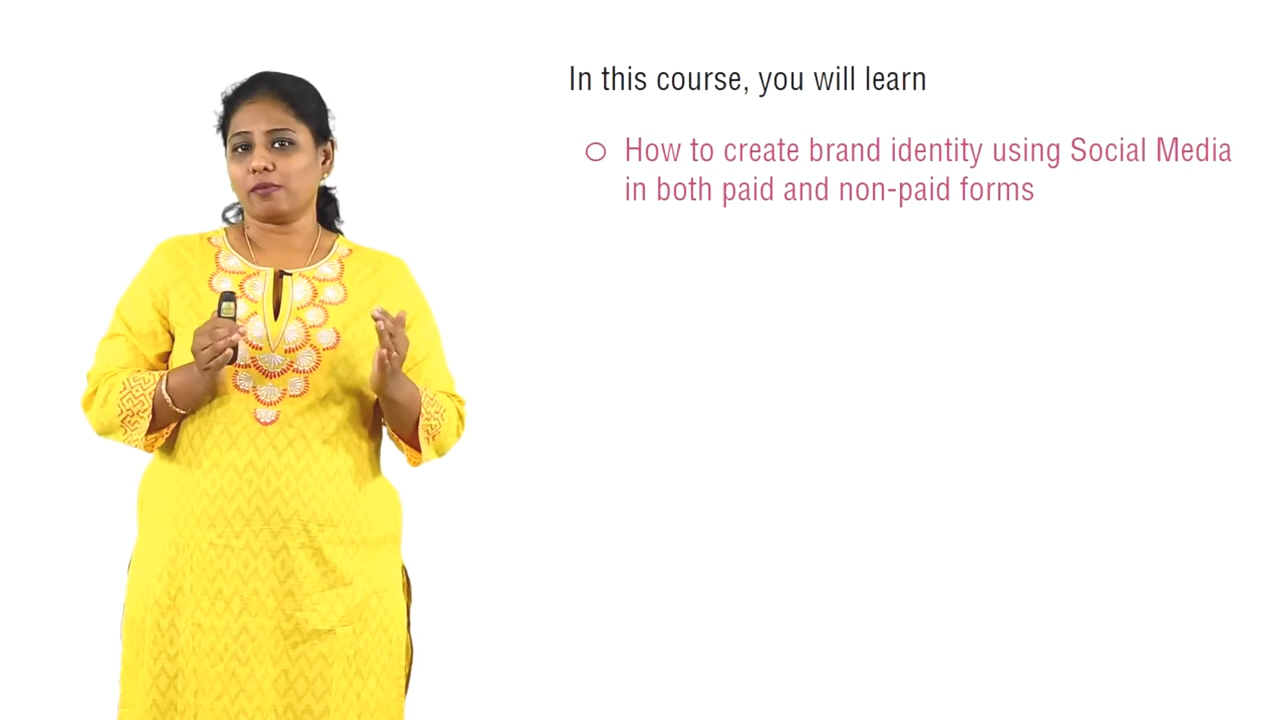 In this course, you will learn
How to create brand identity using Social Media
in both paid and non-paid forms